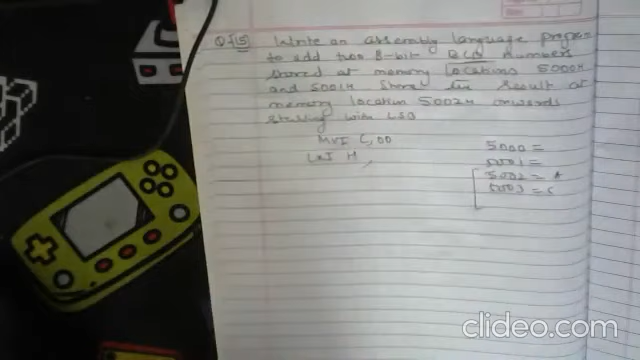 Q.15 Write an assembly language progra
to add two 8-bit BCD numbers
stored at memory locations 5000H
and 5001H Store the result at
memory location 5002H onwards
starting with LSD
MVI C, 00
LXI H,
5000 =
5001 =
5002 = A
5003 = C
clideo.com